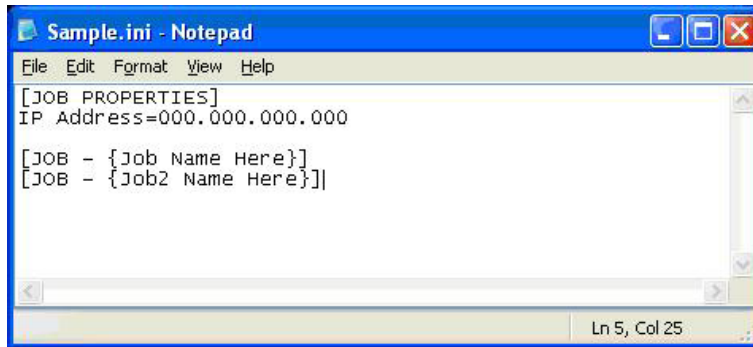 Sample.ini - Notepad
File Edit Format View Help
[JOB PROPERTIES]
IP Address=000.000.000.000

[JOB – {Job Name Here}]
[JOB – {Job2 Name Here}]
Ln 5, Col 25